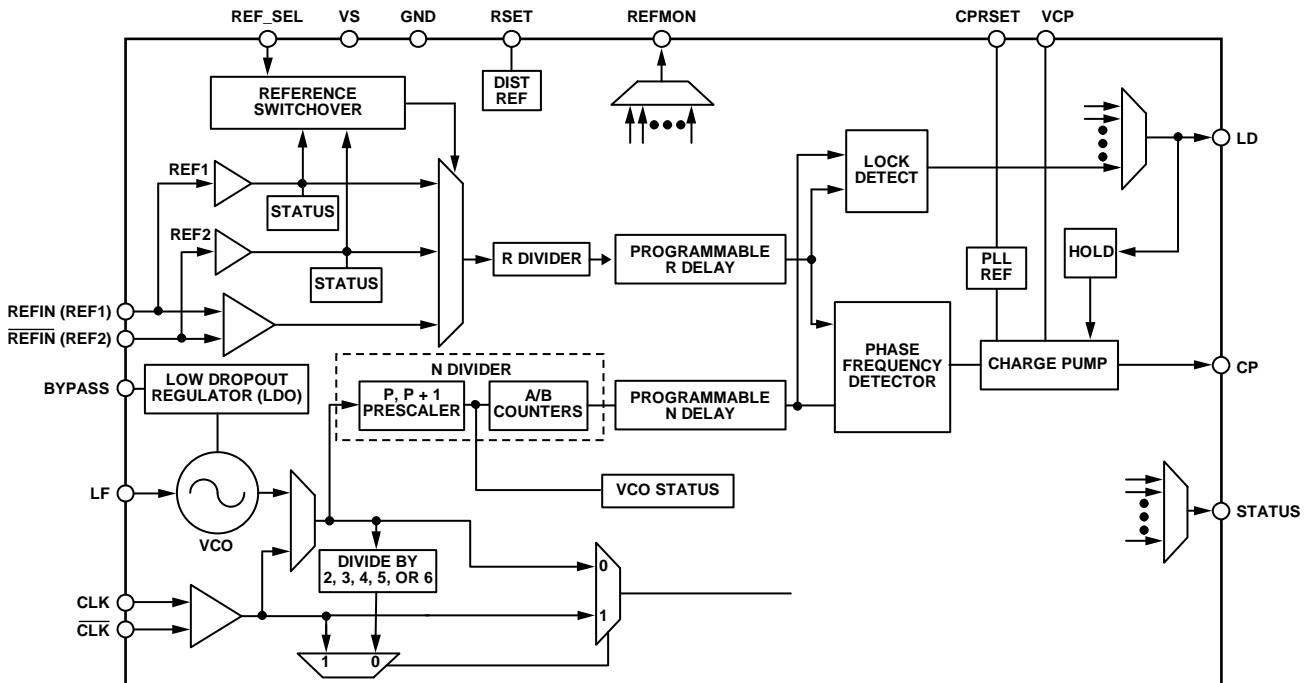 REF_SEL
VS
GND
RSET
REFMON
CPRSET
VCP
REFERENCE
SWITCHOVER
DIST
REF
LD
LOCK
DETECT
REF1
STATUS
REF2
STATUS
R DIVIDER
PROGRAMMABLE
R DELAY
PLL
REF
HOLD
REFIN (REF1)
REFIN (REF2)
PHASE
FREQUENCY
DETECTOR
CHARGE PUMP
CP
BYPASS
LOW DROPOUT
REGULATOR (LDO)
N DIVIDER
P, P + 1
PRESCALER
A/B
COUNTERS
PROGRAMMABLE
N DELAY
LF
VCO
VCO STATUS
STATUS
DIVIDE BY
2, 3, 4, 5, OR 6
0
1
CLK
CLK
1
0